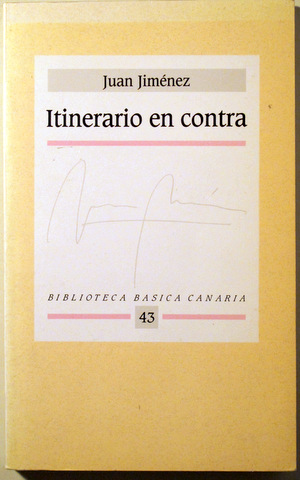 Juan Jiménez
Itinerario en contra
BIBLIOTECA BASICA CANARIA
43